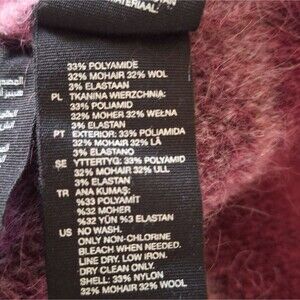 MATERIAAL:
33% POLYAMIDE
32% MOHAIR 32% WOL
3% ELASTAAN
PL TKANINA WIERZCHNIA:
33% POLIAMID
32% MOHER 32% WEŁNA
3% ELASTAN
PT EXTERIOR: 33% POLIAMIDA
32% MOHAIR 32% LÃ
3% ELASTANO
SE YTTERTYG: 33% POLYAMID
32% MOHAIR 32% ULL
3% ELASTAN
TR ANA KUMAŞ:
%33 POLYAMİT
%32 MOHER
%32 YÜN %3 ELASTAN
US NO WASH.
ONLY NON-CHLORINE
BLEACH WHEN NEEDED.
LINE DRY. LOW IRON.
DRY CLEAN ONLY.
SHELL: 33% NYLON
32% MOHAIR 32% WOOL